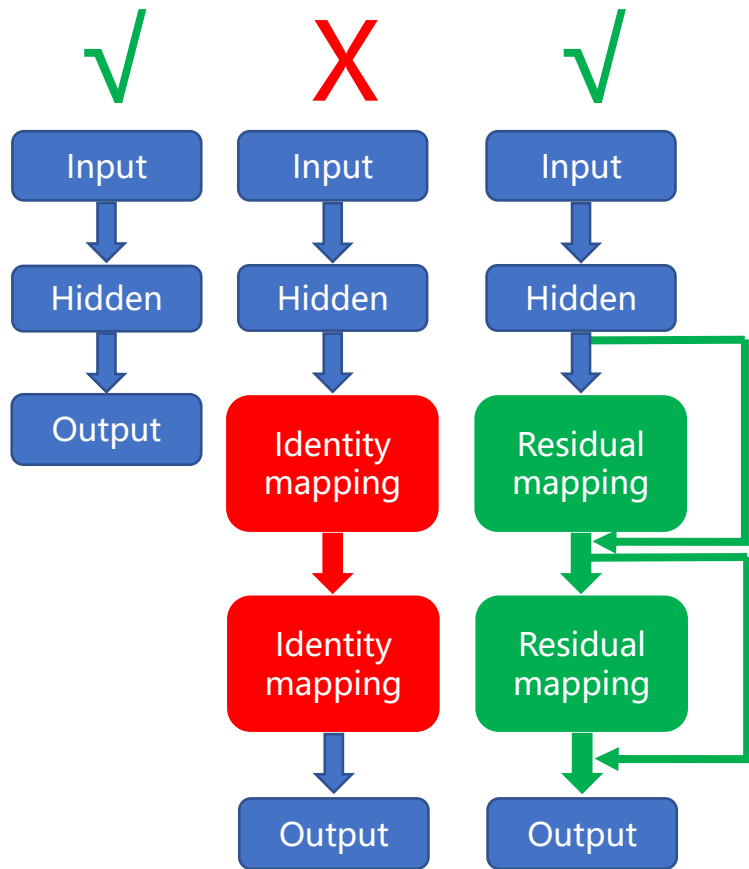 √
X
√
Input
Hidden
Output
Input
Hidden
Identity
mapping
Identity
mapping
Output
Input
Hidden
Residual
mapping
Residual
mapping
Output